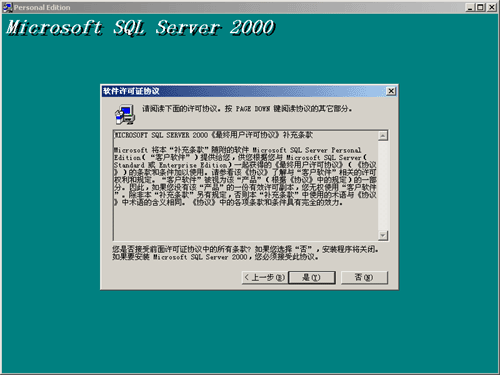 Personal Edition
Microsoft SQL Server 2000
软件许可证协议
请阅读下面的许可协议。按 PAGE DOWN 键阅读协议的其它部分。
MICROSOFT SQL SERVER 2000《最终用户许可协议》补充条款
Microsoft 将本“补充条款”随附的软件 Microsoft SQL Server Personal
Edition(“客户软件”)提供给您,供您根据您与 Microsoft SQL Server(
Standard 或 Enterprise Edition)一起获得的《最终用户许可协议》(《协议
》)的条款和条件加以使用。请参看该《协议》了解与“客户软件”相关的许可
权利和规定。“客户软件”被视为该“产品”(根据《协议》中的规定)的一部
分。因此,如果您没有该“产品”的一份有效许可副本,您无权使用“客户软件
”。除非本“补充条款”另有规定,否则本“补充条款”中使用的术语与《协议
》中术语的含义相同。《协议》中的各项条款和条件具有完全的效力。
您是否接受前面许可证协议中的所有条款?如果您选择“否”,安装程序将关闭。
如果要安装 Microsoft SQL Server 2000,您必须接受此协议。
< 上一步(B)
是(Y)
否(N)